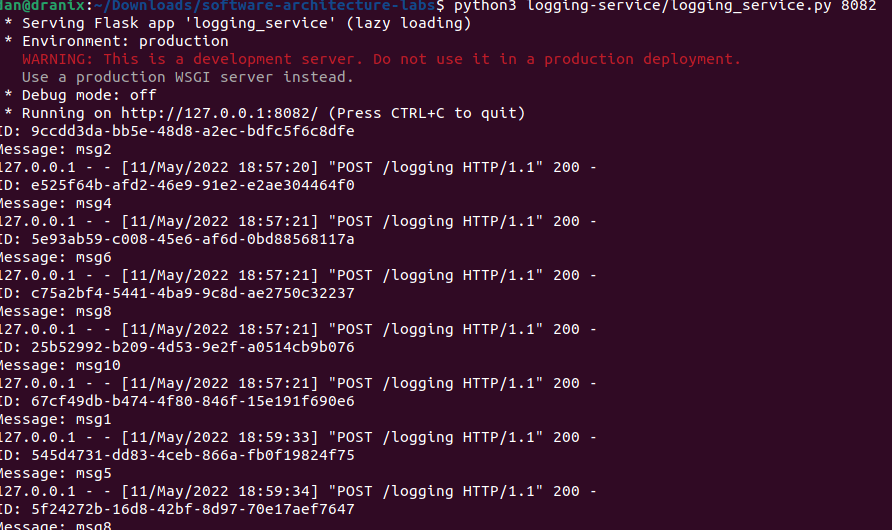 dan@dranix:~/Downloads/software-architecture-labs$ python3 logging-service/logging_service.py 8082
* Serving Flask app 'logging_service' (lazy loading)
* Environment: production
WARNING: This is a development server. Do not use it in a production deployment.
Use a production WSGI server instead.
* Debug mode: off
* Running on http://127.0.0.1:8082/ (Press CTRL+C to quit)
ID: 9ccdd3da-bb5e-48d8-a2ec-bdfc5f6c8dfe
Message: msg2
127.0.0.1 - - [11/May/2022 18:57:20] "POST /logging HTTP/1.1" 200 -
ID: e525f64b-afd2-46e9-91e2-e2ae304464f0
Message: msg4
127.0.0.1 - - [11/May/2022 18:57:21] "POST /logging HTTP/1.1" 200 -
ID: 5e93ab59-c008-45e6-af6d-0bd88568117a
Message: msg6
127.0.0.1 - - [11/May/2022 18:57:21] "POST /logging HTTP/1.1" 200 -
ID: c75a2bf4-5441-4ba9-9c8d-ae2750c32237
Message: msg8
127.0.0.1 - - [11/May/2022 18:57:21] "POST /logging HTTP/1.1" 200 -
ID: 25b52992-b209-4d53-9e2f-a0514cb9b076
Message: msg10
127.0.0.1 - - [11/May/2022 18:57:21] "POST /logging HTTP/1.1" 200 -
ID: 67cf49db-b474-4f80-846f-15e191f690e6
Message: msg1
127.0.0.1 - - [11/May/2022 18:59:33] "POST /logging HTTP/1.1" 200 -
ID: 545d4731-dd83-4ceb-866a-fb0f19824f75
Message: msg5
127.0.0.1 - - [11/May/2022 18:59:34] "POST /logging HTTP/1.1" 200 -
ID: 5f24272b-16d8-42bf-8d97-70e17aef7647
Message: msg8